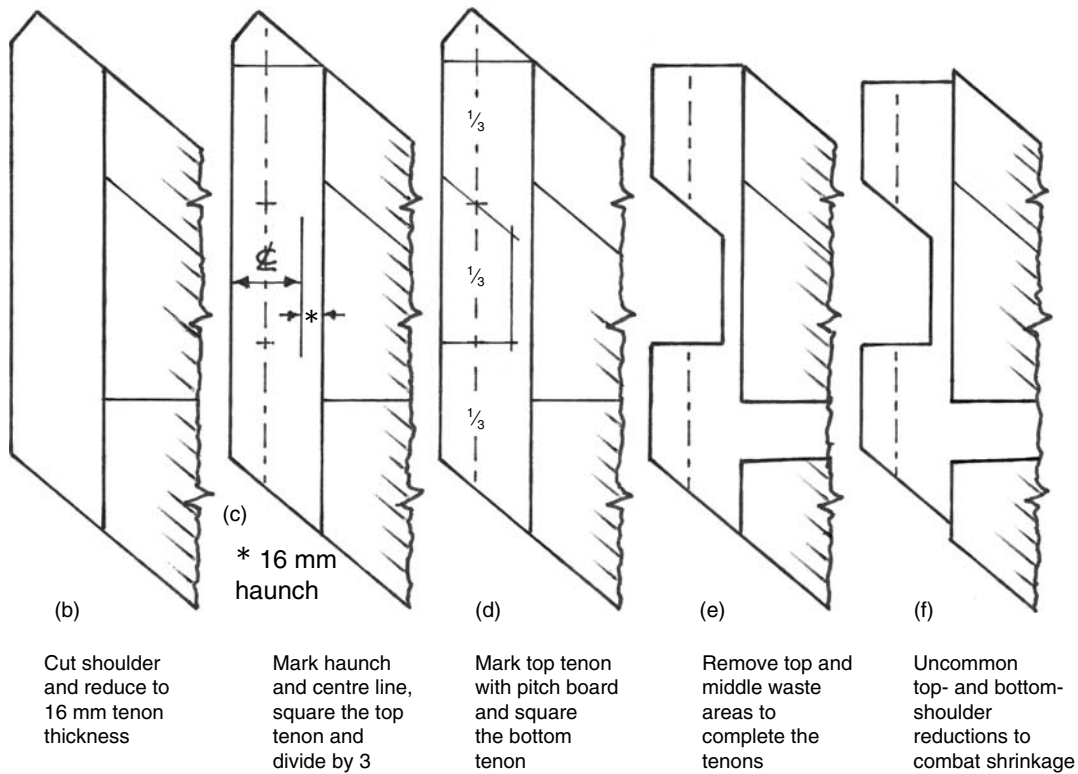 ℄
*
⅓
⅓
⅓
(b)
(c)
* 16 mm
haunch
(d)
(e)
(f)
Cut shoulder
and reduce to
16 mm tenon
thickness
Mark haunch
and centre line,
square the top
tenon and
divide by 3
Mark top tenon
with pitch board
and square
the bottom
tenon
Remove top and
middle waste
areas to
complete the
tenons
Uncommon
top- and bottom-
shoulder
reductions to
combat shrinkage